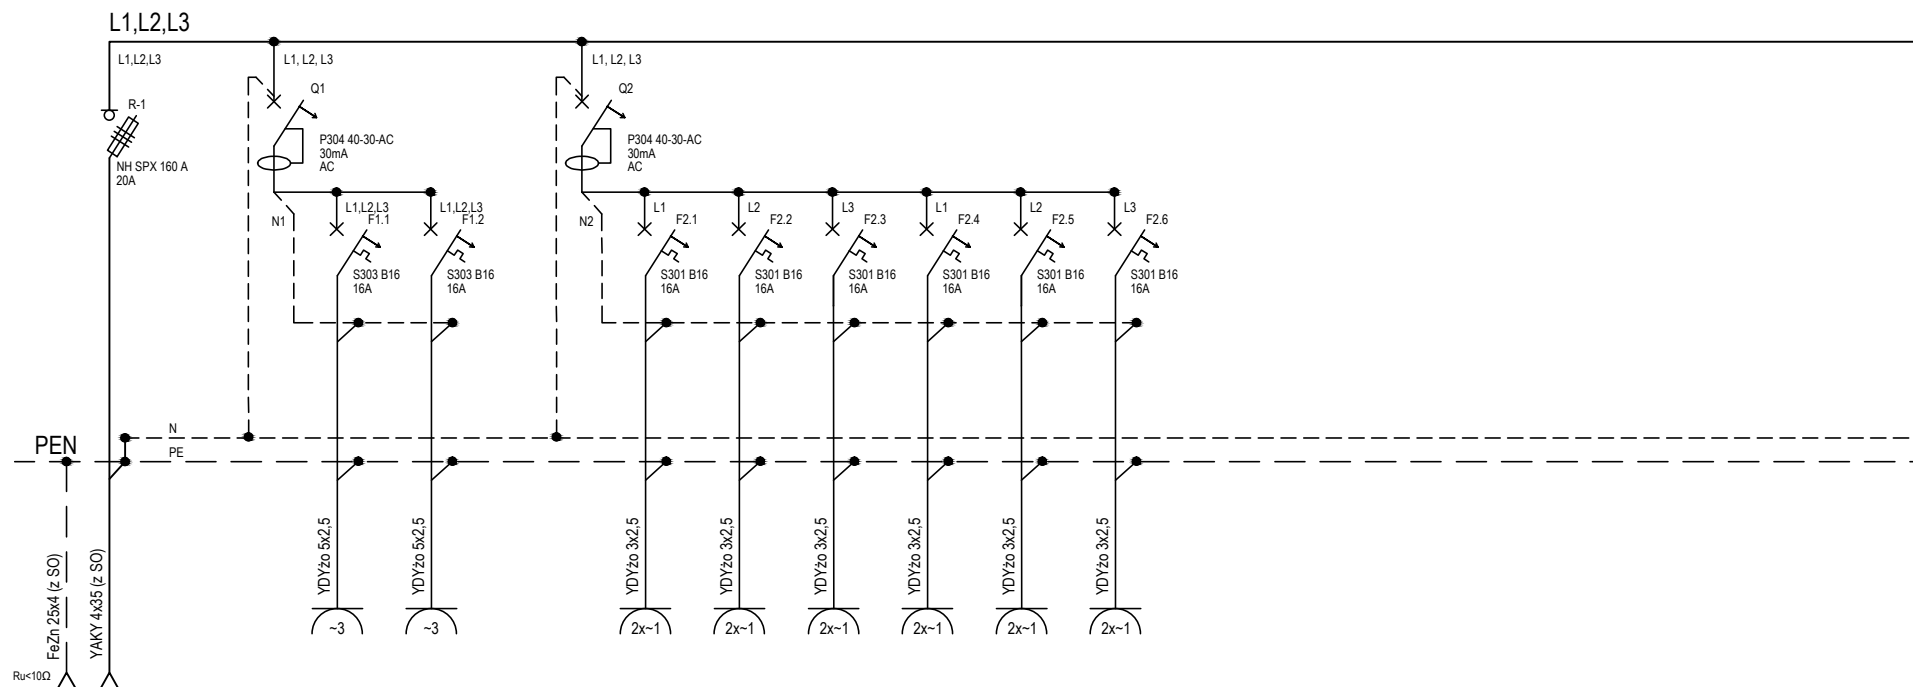 L1,L2,L3
L1,L2,L3
L1, L2, L3
L1, L2, L3
R-1
NH SPX 160 A
20A
Q1
P304 40-30-AC
30mA
AC
Q2
P304 40-30-AC
30mA
AC
N1
L1,L2,L3
F1.1
S303 B16
16A
L1,L2,L3
F1.2
S303 B16
16A
N2
L1
F2.1
S301 B16
16A
L2
F2.2
S301 B16
16A
L3
F2.3
S301 B16
16A
L1
F2.4
S301 B16
16A
L2
F2.5
S301 B16
16A
L3
F2.6
S301 B16
16A
PEN
N
PE
FeZn 25x4 (z SO)
YAKY 4x35 (z SO)
YDYżo 5x2,5
YDYżo 5x2,5
YDYżo 3x2,5
YDYżo 3x2,5
YDYżo 3x2,5
YDYżo 3x2,5
YDYżo 3x2,5
YDYżo 3x2,5
~3
~3
2x~1
2x~1
2x~1
2x~1
2x~1
2x~1
Ru<10Ω